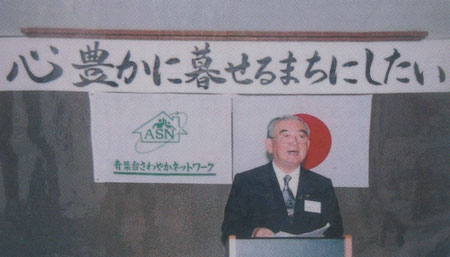 心豊かに暮せるまちにしたい
ASN
青葉台さわやかネットワーク